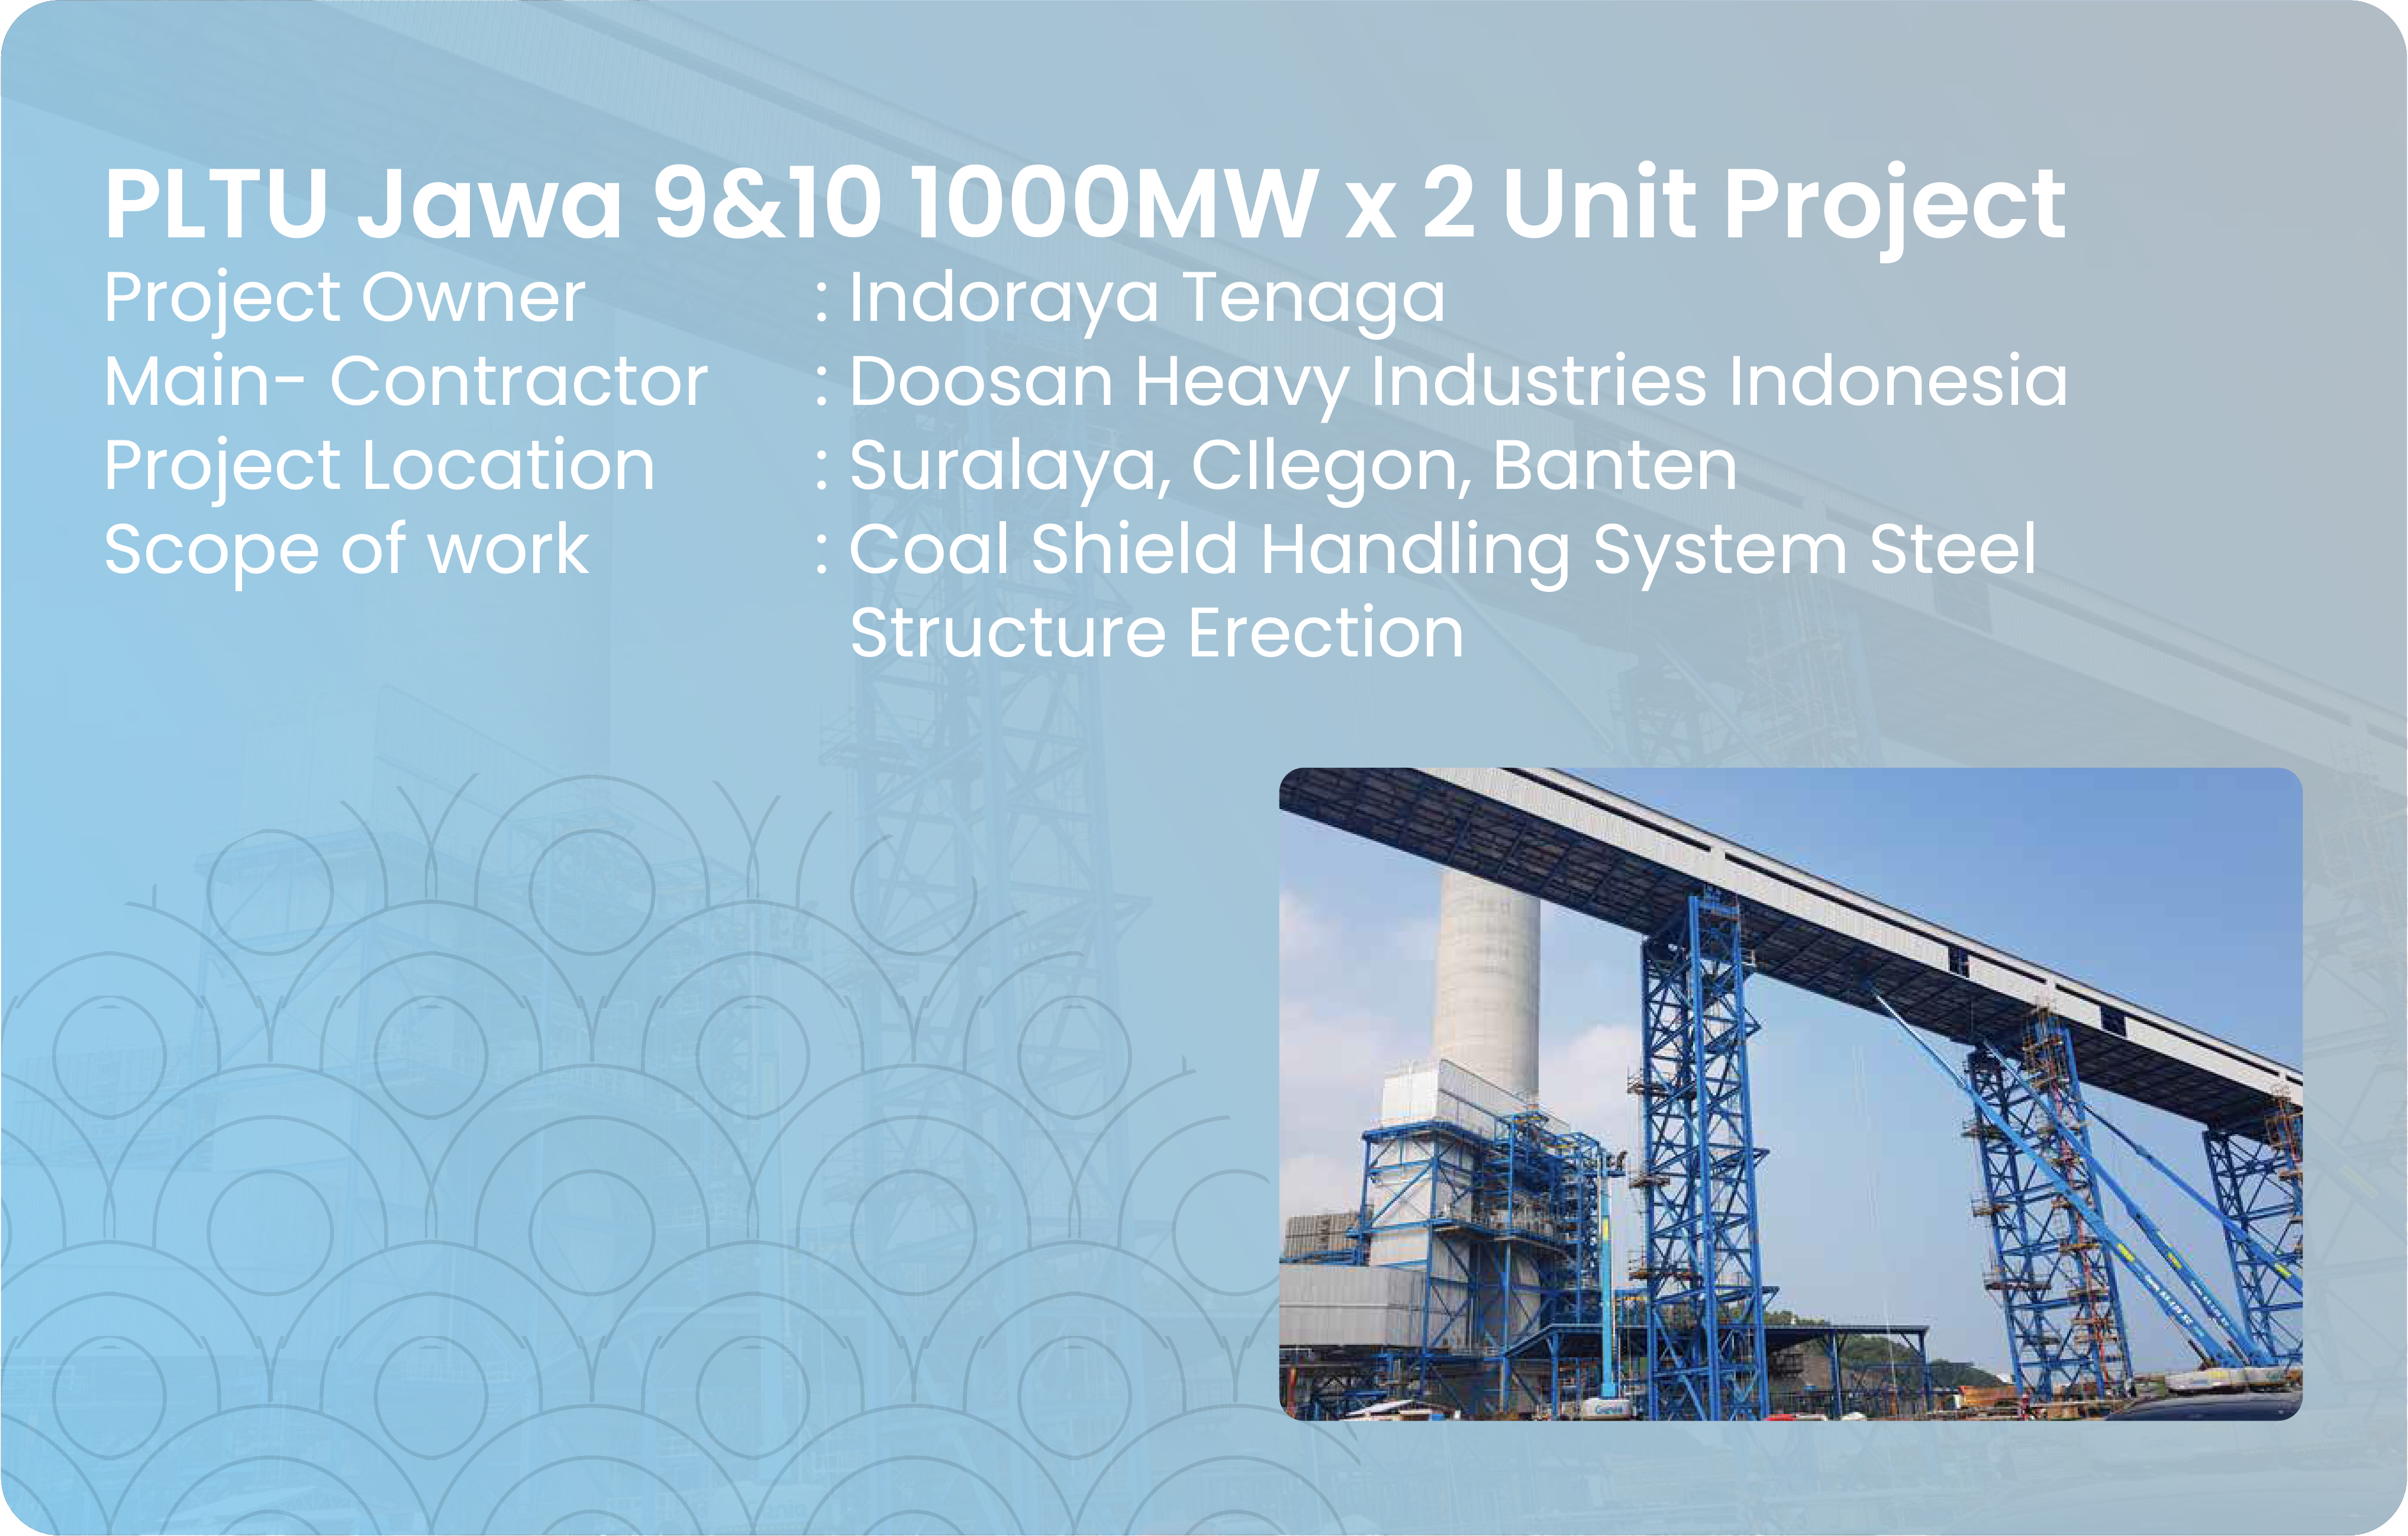 PLTU Jawa 9&10 1000MW x 2 Unit Project
Project Owner : Indoraya Tenaga
Main- Contractor : Doosan Heavy Industries Indonesia
Project Location : Suralaya, CIlegon, Banten
Scope of work : Coal Shield Handling System Steel
Structure Erection
Genie